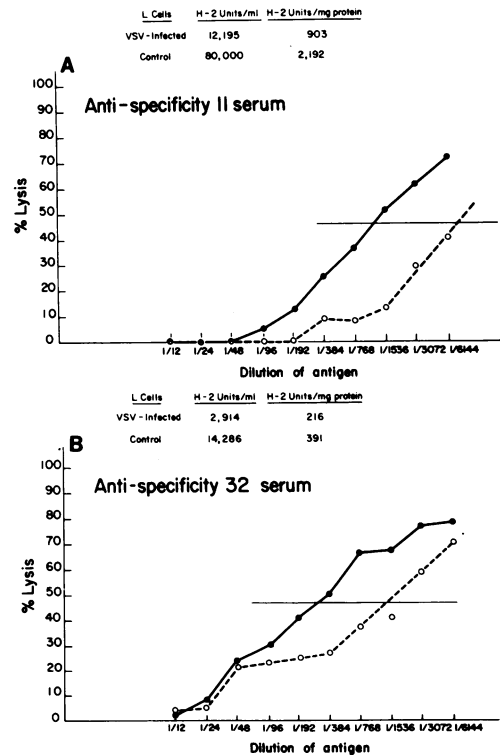 L Cells H-2 Units/ml H-2 Units/mg protein
VSV-Infected 12,195 903
Control 80,000 2,192
A
Anti-specificity 11 serum
100
90
80
70
60
50
40
30
20
10
0
% Lysis
1/12 1/24 1/48 1/96 1/192 1/384 1/768 1/1536 1/3072 1/6144
Dilution of antigen
L Cells H-2 Units/ml H-2 Units/mg protein
VSV-Infected 2,914 216
Control 14,286 391
B
Anti-specificity 32 serum
100
90
80
70
60
50
40
30
20
10
0
% Lysis
1/12 1/24 1/48 1/96 1/192 1/384 1/768 1/1536 1/3072 1/6144
Dilution of antigen